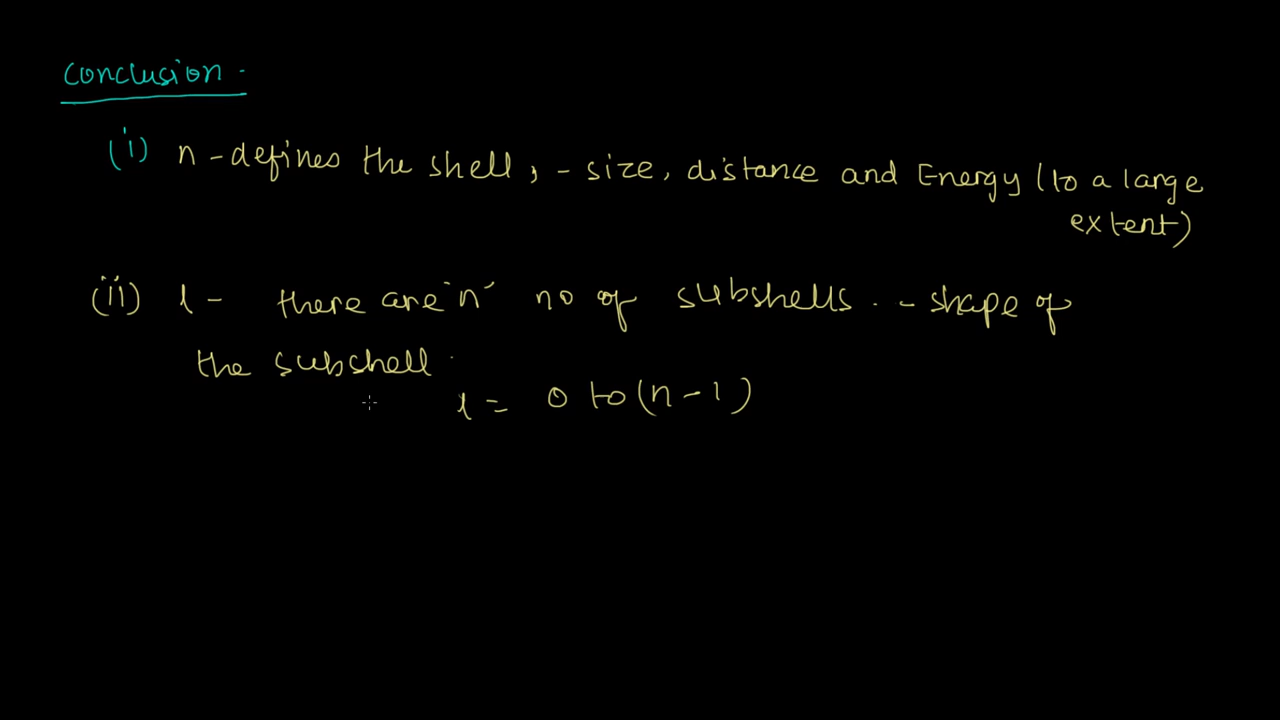 Conclusion.
(i) n - defines the shell, - size, distance and Energy (to a large
extent)
(ii) l - there are "n" no of subshells. - shape of
the subshell.
l = 0 to (n-1)